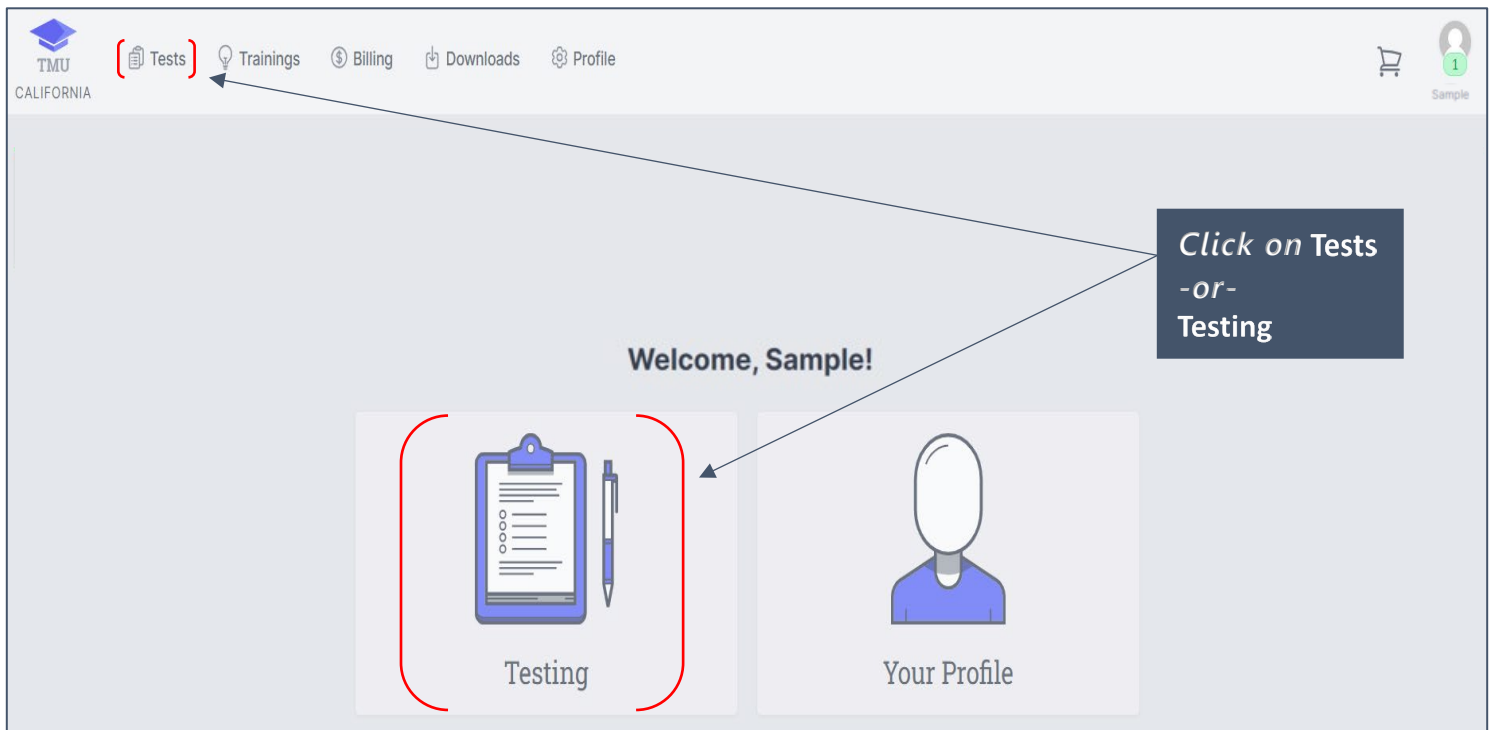 TMU
CALIFORNIA
Tests Trainings Billing Downloads Profile
1
Sample
Click on Tests
-or-
Testing
Welcome, Sample!
Testing
Your Profile